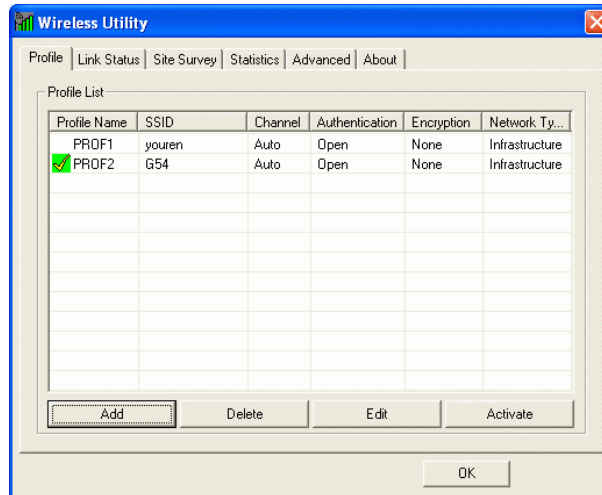 Wireless Utility
Profile Link Status Site Survey Statistics Advanced About
Profile List
Profile Name SSID Channel Authentication Encryption Network Ty...
PROF1 youren Auto Open None Infrastructure
PROF2 G54 Auto Open None Infrastructure
Add Delete Edit Activate
OK